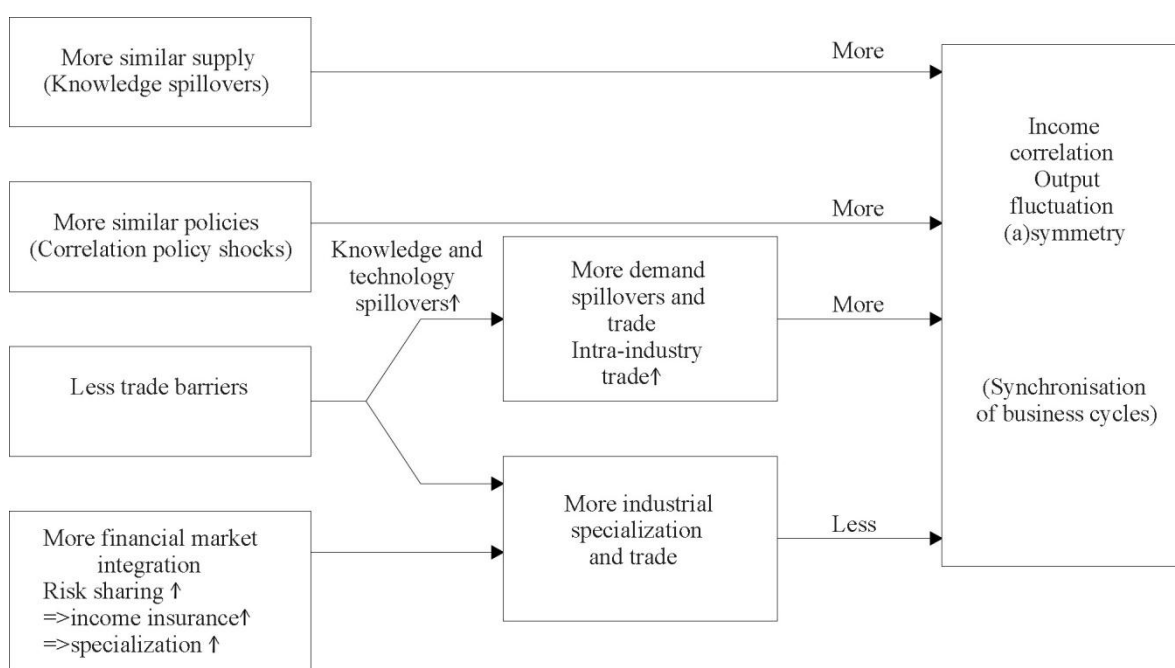 More similar supply
(Knowledge spillovers)
More
More similar policies
(Correlation policy shocks)
More
Less trade barriers
Knowledge and
technology
spillovers↑
More demand
spillovers and
trade
Intra-industry
trade↑
More
More financial market
integration
Risk sharing ↑
=>income insurance↑
=>specialization ↑
More industrial
specialization
and trade
Less
Income
correlation
Output
fluctuation
(a)symmetry
(Synchronisation
of business cycles)